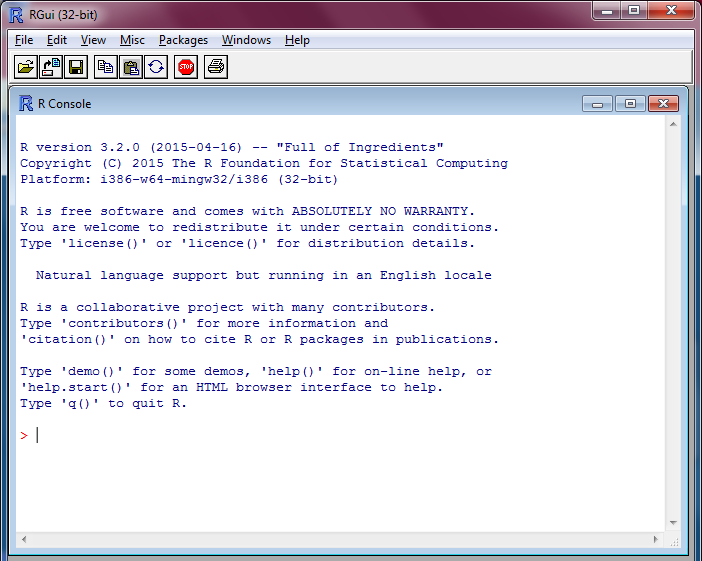 RGui (32-bit)
File Edit View Misc Packages Windows Help
STOP
R Console
R version 3.2.0 (2015-04-16) -- "Full of Ingredients"
Copyright (C) 2015 The R Foundation for Statistical Computing
Platform: i386-w64-mingw32/i386 (32-bit)
R is free software and comes with ABSOLUTELY NO WARRANTY.
You are welcome to redistribute it under certain conditions.
Type 'license()' or 'licence()' for distribution details.
Natural language support but running in an English locale
R is a collaborative project with many contributors.
Type 'contributors()' for more information and
'citation()' on how to cite R or R packages in publications.
Type 'demo()' for some demos, 'help()' for on-line help, or
'help.start()' for an HTML browser interface to help.
Type 'q()' to quit R.
>